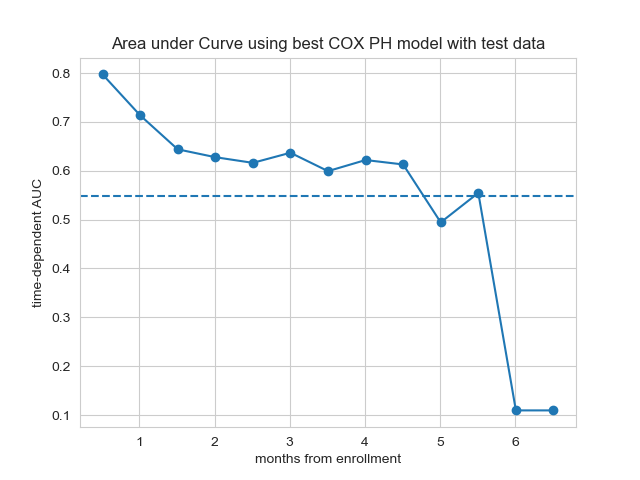 Area under Curve using best COX PH model with test data
time-dependent AUC
0.8
0.7
0.6
0.5
0.4
0.3
0.2
0.1
1 2 3 4 5 6
months from enrollment